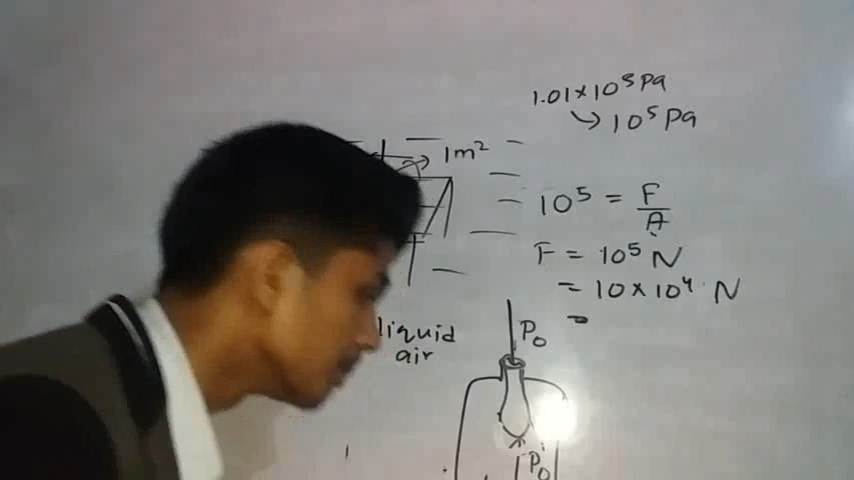 1.01×10⁵ Pa
↘ 10⁵ Pa
→ 1m²
10⁵ = F/A
F = 10⁵ N
= 10×10⁴ N
=
liquid
air
P₀
P₀